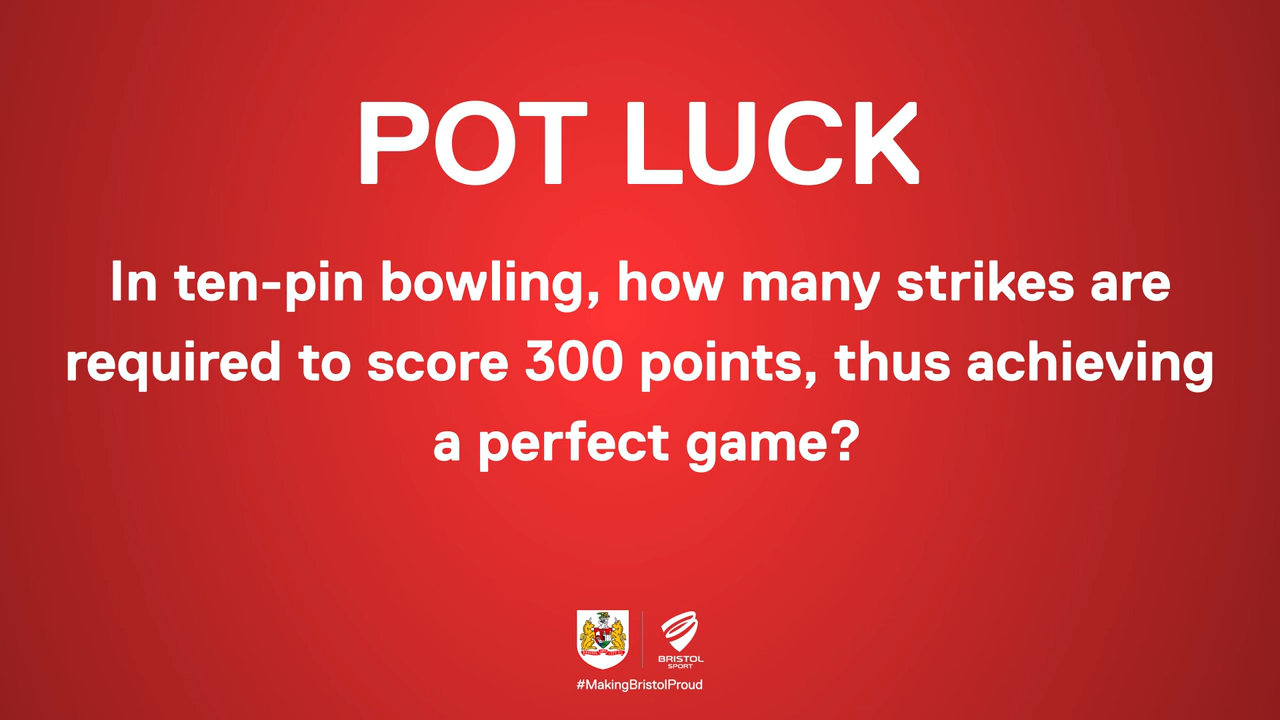 POT LUCK
In ten-pin bowling, how many strikes are
required to score 300 points, thus achieving
a perfect game?
BRISTOL
SPORT
#MakingBristolProud